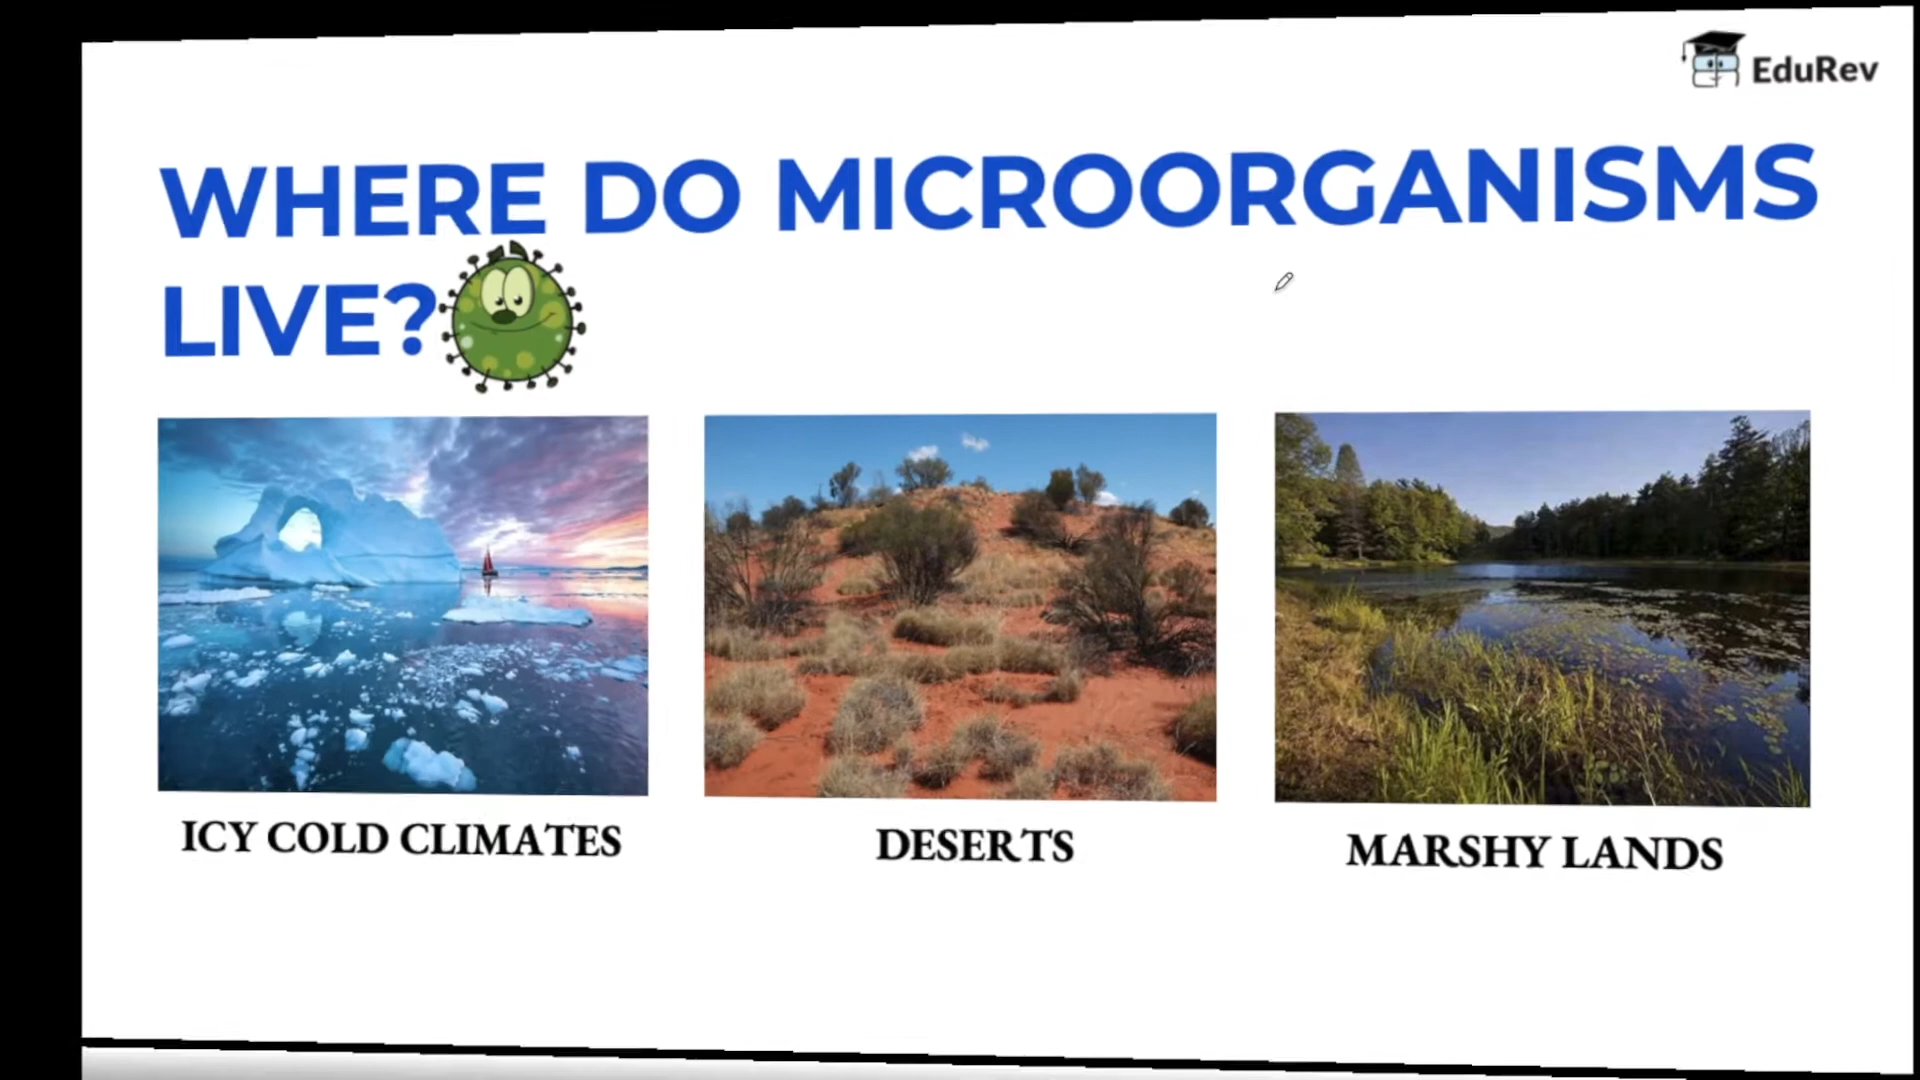 EduRev
WHERE DO MICROORGANISMS
LIVE?
ICY COLD CLIMATES
DESERTS
MARSHY LANDS